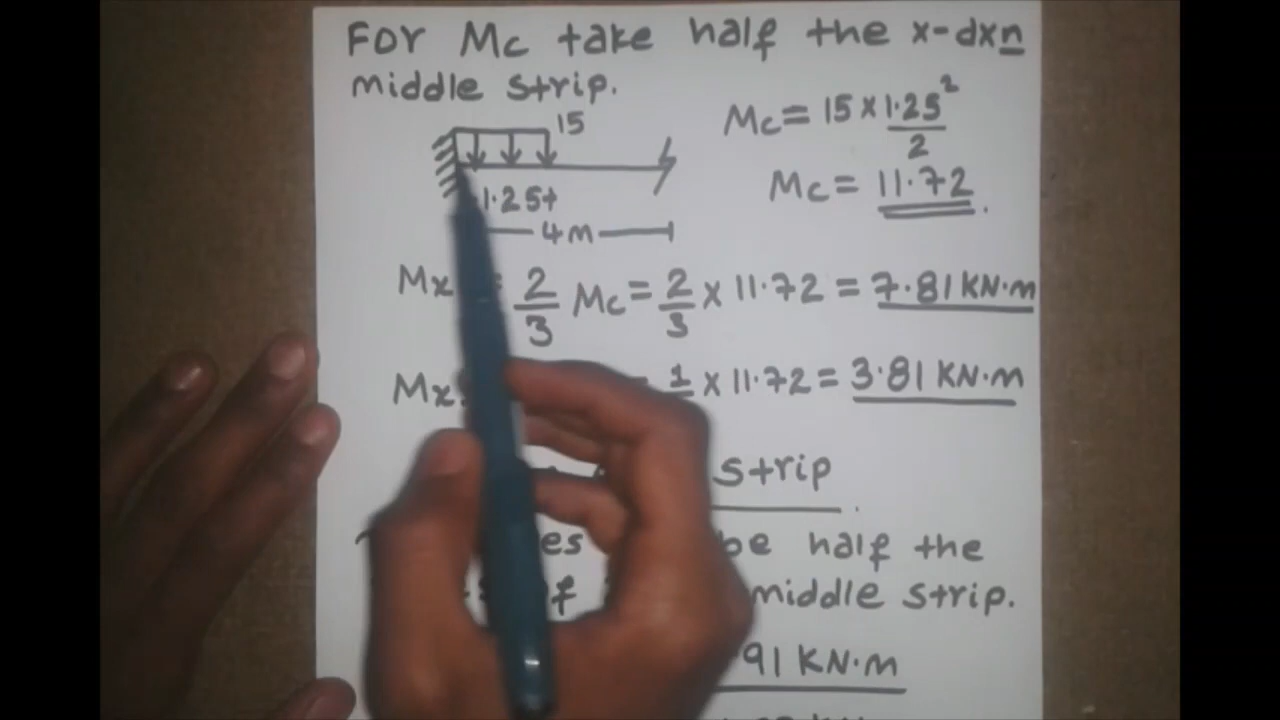 For Mc take half the x-dxn
middle strip.
15
1.25t
4m
Mc = 15 × 1.25²
2
Mc = 11.72.
Mx = 2/3 Mc = 2/3 × 11.72 = 7.81 KN.m
Mx = 1 × 11.72 = 3.81 KN.m
strip.
be half the
middle strip.
91 KN.m